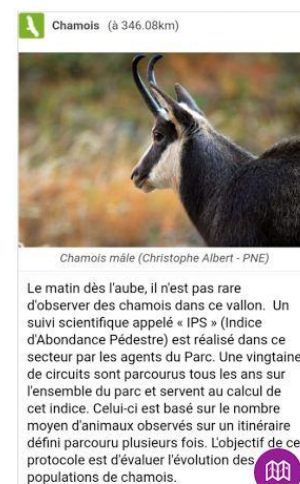 Chamois (à 346.08km)
Chamois mâle (Christophe Albert - PNE)
Le matin dès l'aube, il n'est pas rare
d'observer des chamois dans ce vallon. Un
suivi scientifique appelé « IPS » (Indice
d'Abondance Pédestre) est réalisé dans ce
secteur par les agents du Parc. Une vingtaine
de circuits sont parcourus tous les ans sur
l'ensemble du parc et servent au calcul de
cet indice. Celui-ci est basé sur le nombre
moyen d'animaux observés sur un itinéraire
défini parcouru plusieurs fois. L'objectif de ce
protocole est d'évaluer l'évolution des
populations de chamois.